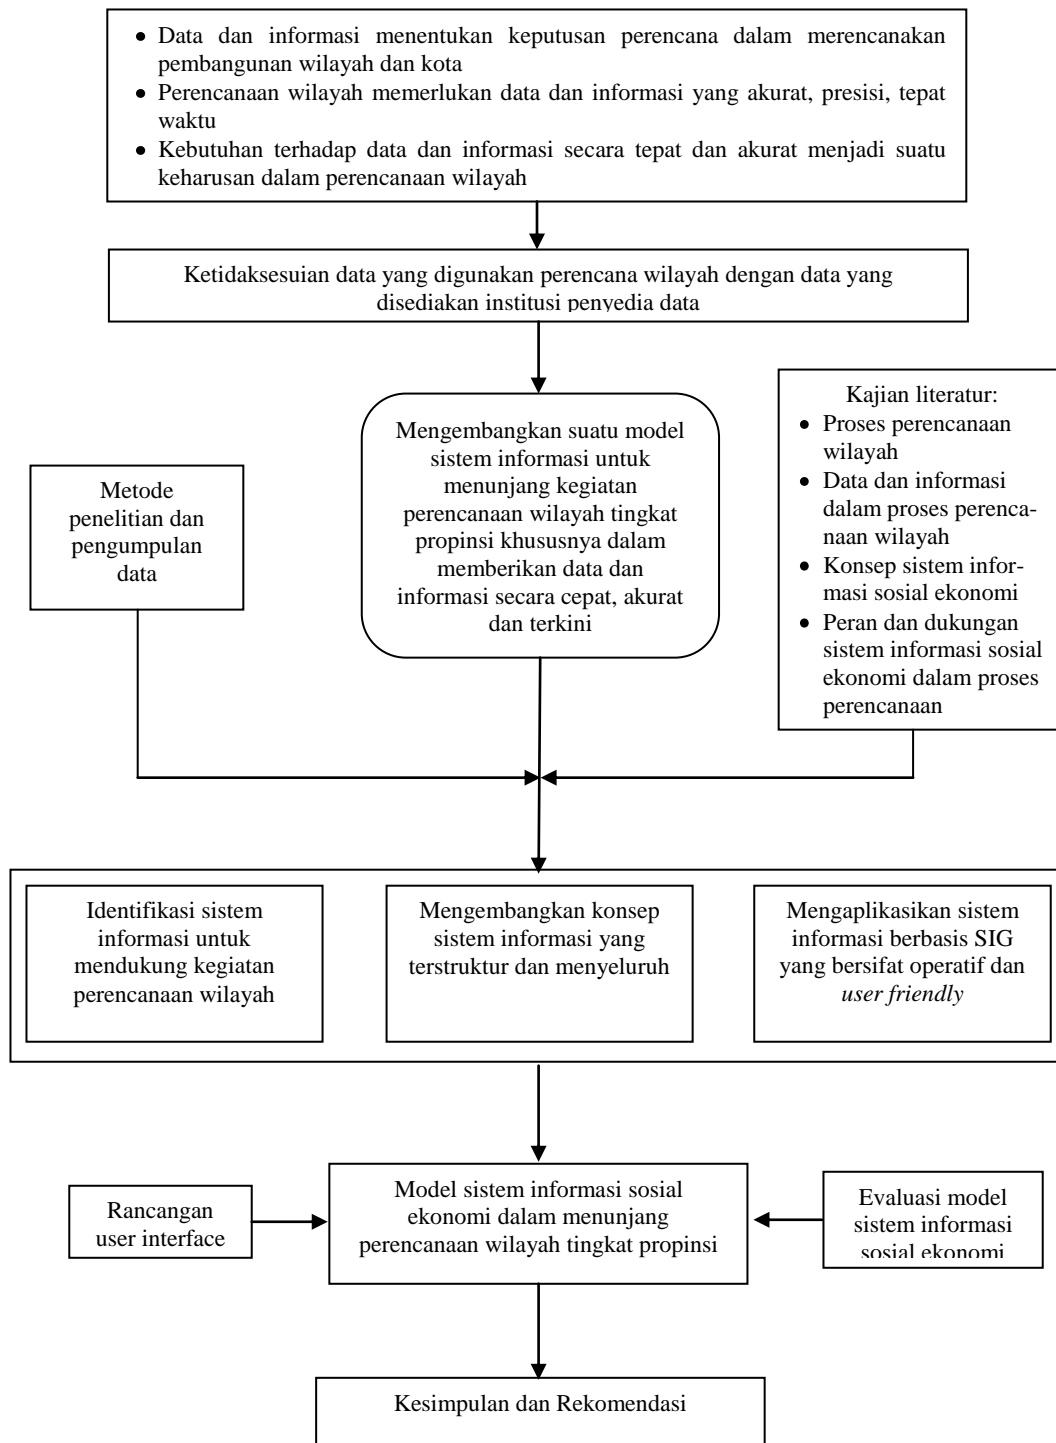 • Data dan informasi menentukan keputusan perencana dalam merencanakan
pembangunan wilayah dan kota
• Perencanaan wilayah memerlukan data dan informasi yang akurat, presisi, tepat
waktu
• Kebutuhan terhadap data dan informasi secara tepat dan akurat menjadi suatu
keharusan dalam perencanaan wilayah
Ketidaksesuian data yang digunakan perencana wilayah dengan data yang
disediakan institusi penyedia data
Metode
penelitian dan
pengumpulan
data
Mengembangkan suatu model
sistem informasi untuk
menunjang kegiatan
perencanaan wilayah tingkat
propinsi khususnya dalam
memberikan data dan
informasi secara cepat, akurat
dan terkini
Kajian literatur:
• Proses perencanaan
wilayah
• Data dan informasi
dalam proses perenca-
naan wilayah
• Konsep sistem infor-
masi sosial ekonomi
• Peran dan dukungan
sistem informasi sosial
ekonomi dalam proses
perencanaan
Identifikasi sistem
informasi untuk
mendukung kegiatan
perencanaan wilayah
Mengembangkan konsep
sistem informasi yang
terstruktur dan menyeluruh
Mengaplikasikan sistem
informasi berbasis SIG
yang bersifat operatif dan
user friendly
Rancangan
user interface
Model sistem informasi sosial
ekonomi dalam menunjang
perencanaan wilayah tingkat propinsi
Evaluasi model
sistem informasi
sosial ekonomi
Kesimpulan dan Rekomendasi